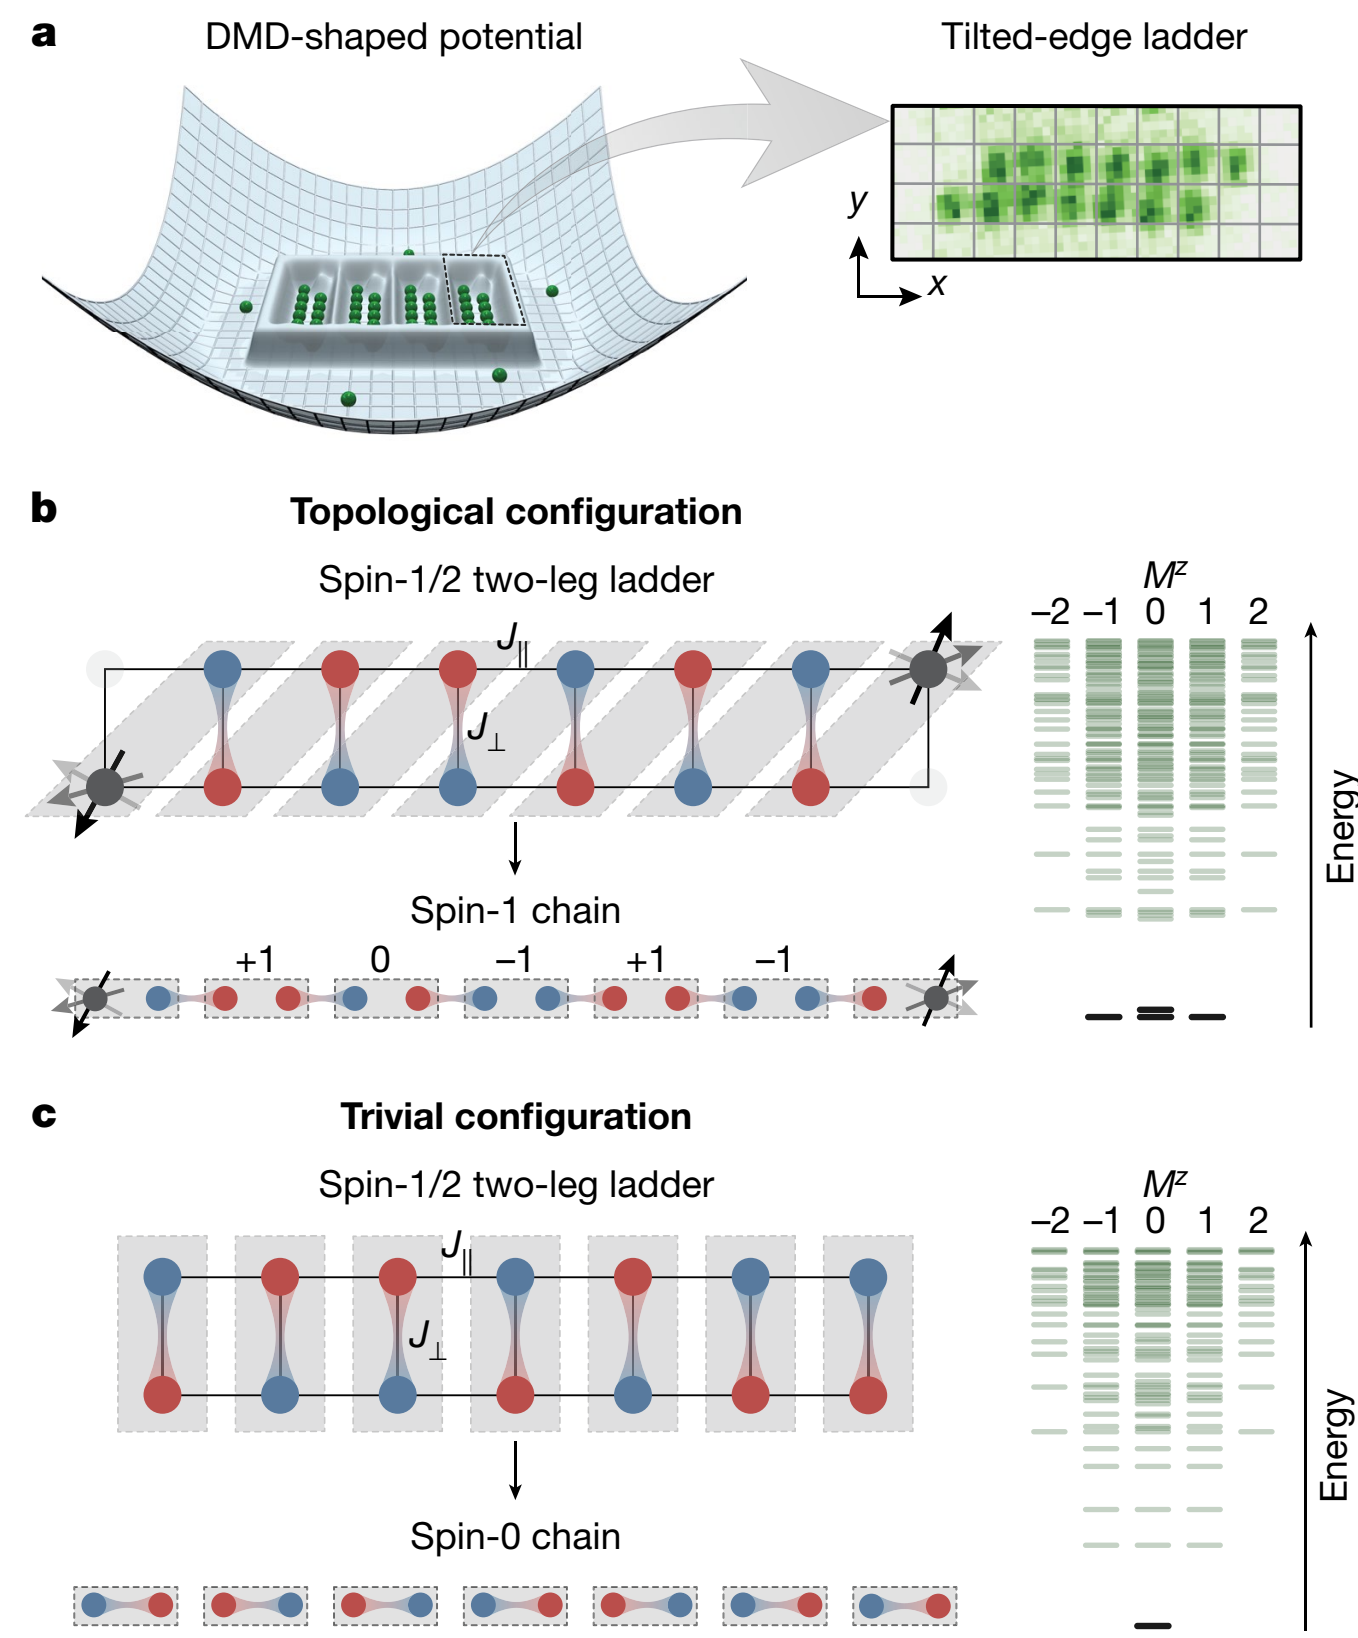 a
DMD-shaped potential
Tilted-edge ladder
y
x
b
Topological configuration
Spin-1/2 two-leg ladder
J∥
J⊥
Mᶻ
–2 –1 0 1 2
Energy
Spin-1 chain
+1 0 –1 +1 –1
c
Trivial configuration
Spin-1/2 two-leg ladder
J∥
J⊥
Mᶻ
–2 –1 0 1 2
Energy
Spin-0 chain